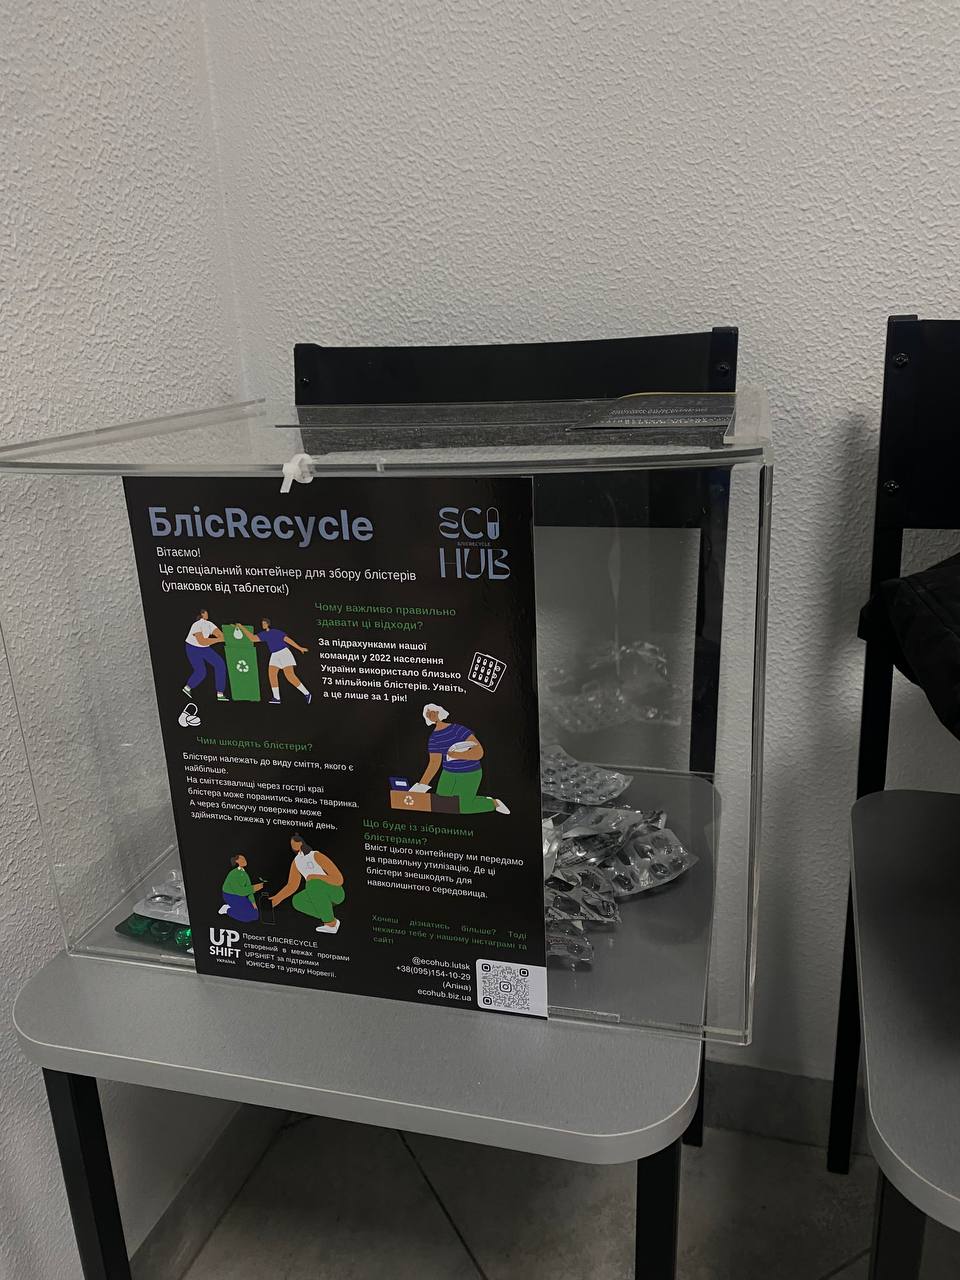 БлісRecycle
ECO
БЛІСRECYCLE
HUB
Вітаємо!
Це спеціальний контейнер для збору блістерів
(упаковок від таблеток!)
Чому важливо правильно
здавати ці відходи?
За підрахунками нашої
команди у 2022 населення
України використало близько
73 мільйонів блістерів. Уявіть,
а це лише за 1 рік!
Чим шкодять блістери?
Блістери належать до виду сміття, якого є
найбільше.
На сміттєзвалищі через гострі краї
блістера може поранитись якась тваринка.
А через блискучу поверхню може
здійнятись пожежа у спекотний день.
Що буде із зібраними
блістерами?
Вміст цього контейнеру ми передамо
на правильну утилізацію. Де ці
блістери знешкодять для
навколишнього середовища.
Хочеш дізнатись більше? Тоді
чекаємо тебе у нашому інстаграмі та
сайті
UP
SHIFT
УКРАЇНА
Проєкт БЛІСRECYCLE
створений в межах програми
UPSHIFT за підтримки
ЮНІСЕФ та уряду Норвегії.
@ecohub.lutsk
+38(095)154-10-29
(Аліна)
ecohub.biz.ua